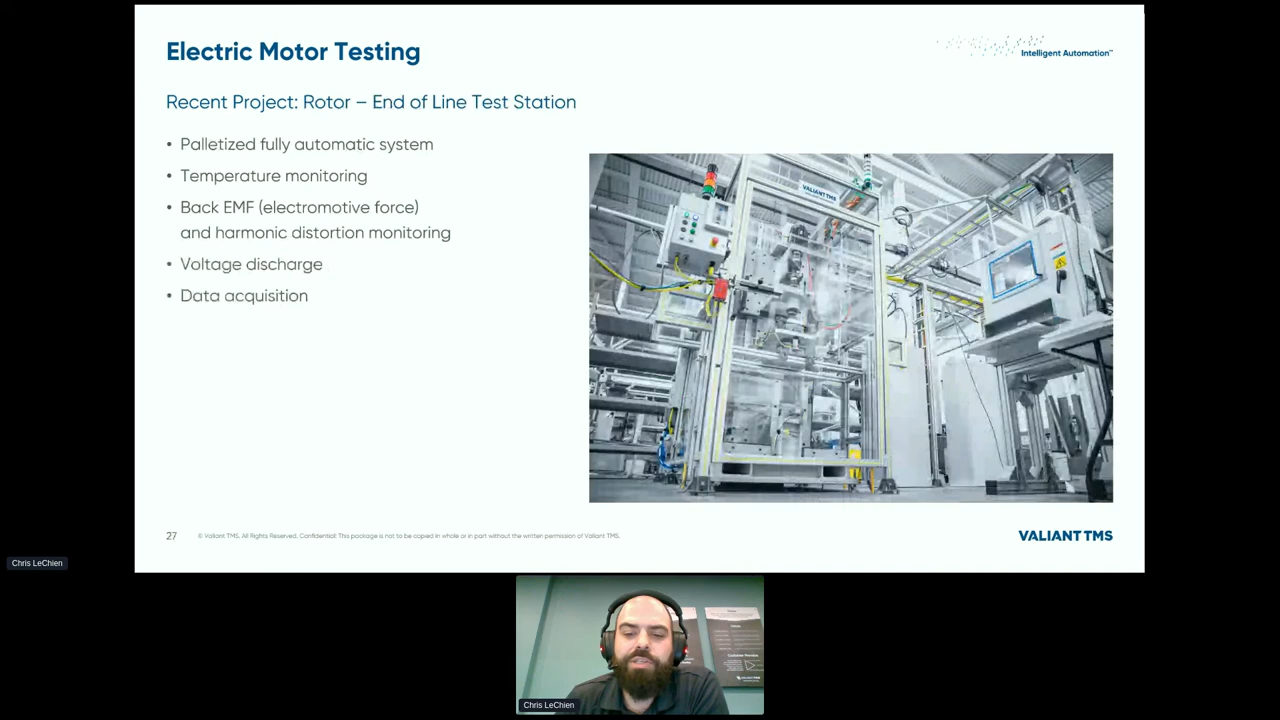 Electric Motor Testing
Intelligent Automation™
Recent Project: Rotor – End of Line Test Station
• Palletized fully automatic system
• Temperature monitoring
• Back EMF (electromotive force)
and harmonic distortion monitoring
• Voltage discharge
• Data acquisition
VALIANT TMS
27
© Valiant TMS. All Rights Reserved. Confidential: This package is not to be copied in whole or in part without the written permission of Valiant TMS.
VALIANT TMS
Chris LeChien
Chris LeChien